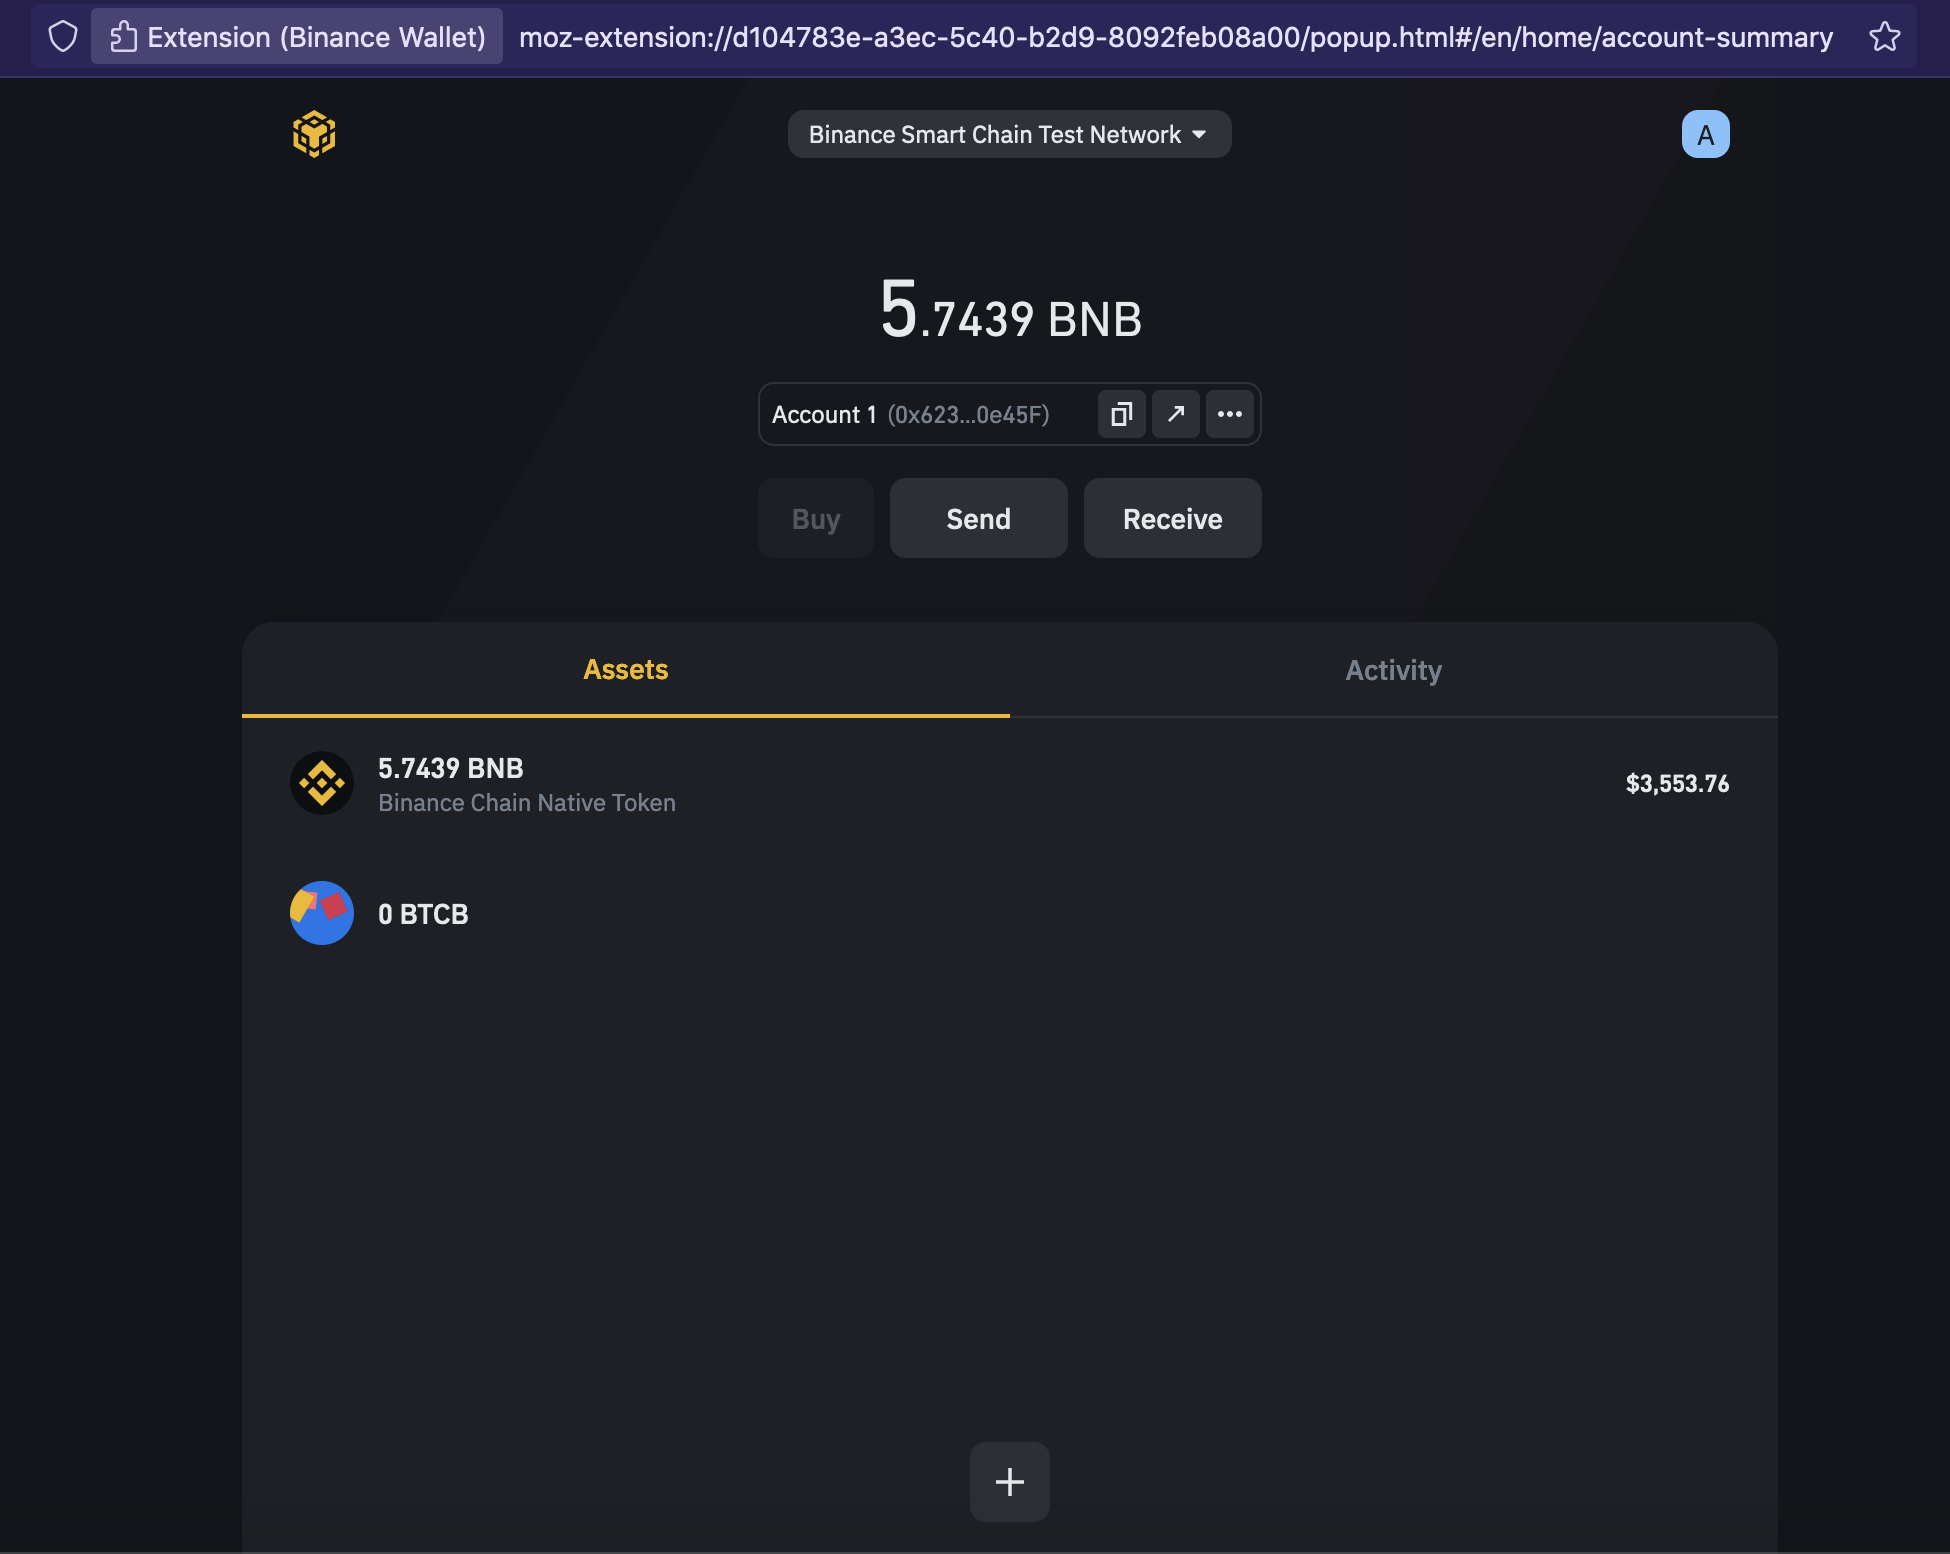 Extension (Binance Wallet) moz-extension://d104783e-a3ec-5c40-b2d9-8092feb08a00/popup.html#/en/home/account-summary
Binance Smart Chain Test Network
A
5.7439 BNB
Account 1 (0x623...0e45F)
Buy Send Receive
Assets Activity
5.7439 BNB
Binance Chain Native Token
$3,553.76
0 BTCB